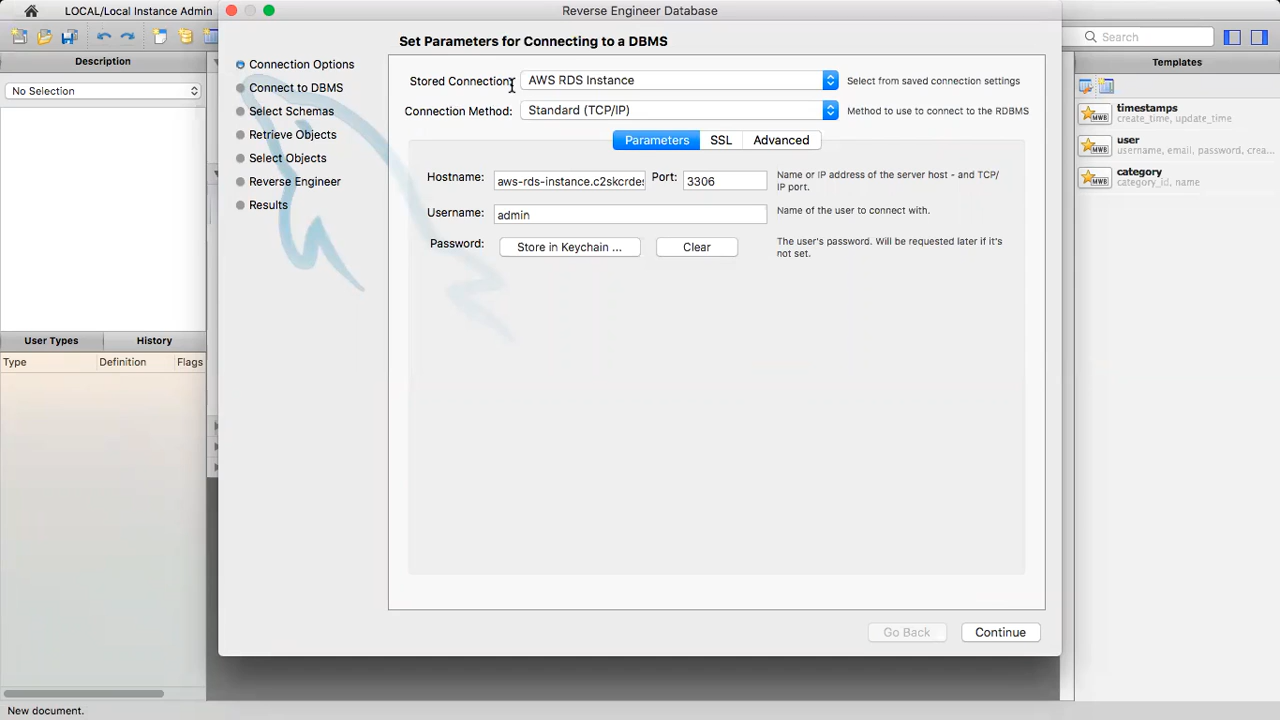 LOCAL/Local Instance Admin
Reverse Engineer Database
Search
Description
No Selection
User Types
History
Type
Definition
Flags
New document.
Set Parameters for Connecting to a DBMS
Connection Options
Connect to DBMS
Select Schemas
Retrieve Objects
Select Objects
Reverse Engineer
Results
Stored Connection:
AWS RDS Instance
Select from saved connection settings
Connection Method:
Standard (TCP/IP)
Method to use to connect to the RDBMS
Parameters
SSL
Advanced
Hostname:
aws-rds-instance.c2skcrde
Port:
3306
Name or IP address of the server host - and TCP/
IP port.
Username:
admin
Name of the user to connect with.
Password:
Store in Keychain ...
Clear
The user's password. Will be requested later if it's
not set.
Go Back
Continue
Templates
timestamps
create_time, update_time
user
username, email, password, crea...
category
category_id, name